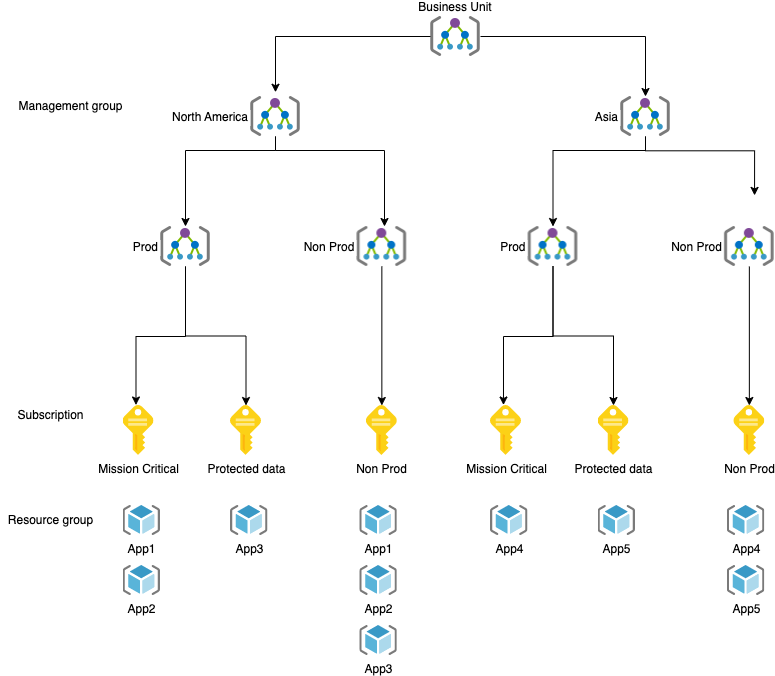 Business Unit
Management group
North America
Asia
Prod
Non Prod
Prod
Non Prod
Subscription
Mission Critical
Protected data
Non Prod
Mission Critical
Protected data
Non Prod
Resource group
App1
App3
App1
App4
App5
App4
App2
App2
App5
App3